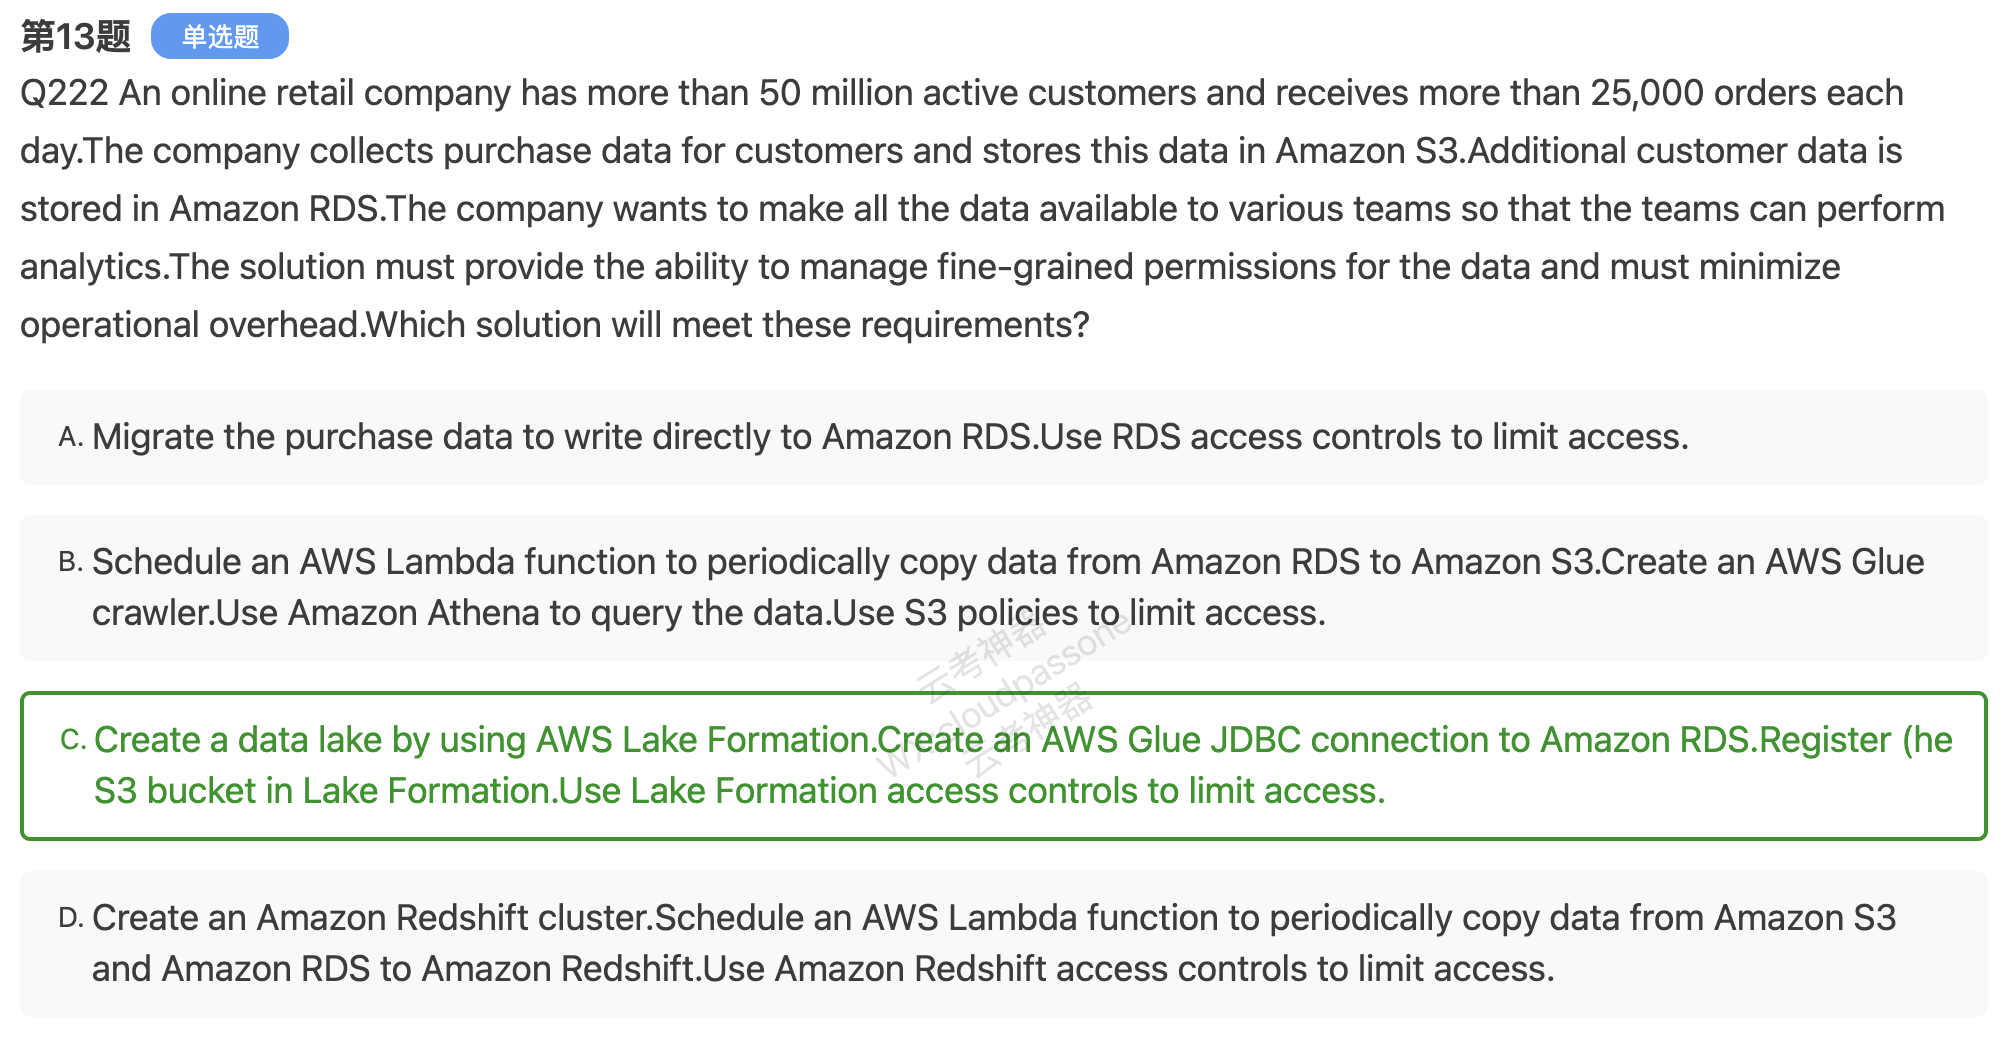 第13题 单选题
Q222 An online retail company has more than 50 million active customers and receives more than 25,000 orders each
day.The company collects purchase data for customers and stores this data in Amazon S3.Additional customer data is
stored in Amazon RDS.The company wants to make all the data available to various teams so that the teams can perform
analytics.The solution must provide the ability to manage fine-grained permissions for the data and must minimize
operational overhead.Which solution will meet these requirements?
A. Migrate the purchase data to write directly to Amazon RDS.Use RDS access controls to limit access.
B. Schedule an AWS Lambda function to periodically copy data from Amazon RDS to Amazon S3.Create an AWS Glue
crawler.Use Amazon Athena to query the data.Use S3 policies to limit access.
云考神器
cloudpassone
云考神器
C. Create a data lake by using AWS Lake Formation.Create an AWS Glue JDBC connection to Amazon RDS.Register (he
S3 bucket in Lake Formation.Use Lake Formation access controls to limit access.
D. Create an Amazon Redshift cluster.Schedule an AWS Lambda function to periodically copy data from Amazon S3
and Amazon RDS to Amazon Redshift.Use Amazon Redshift access controls to limit access.